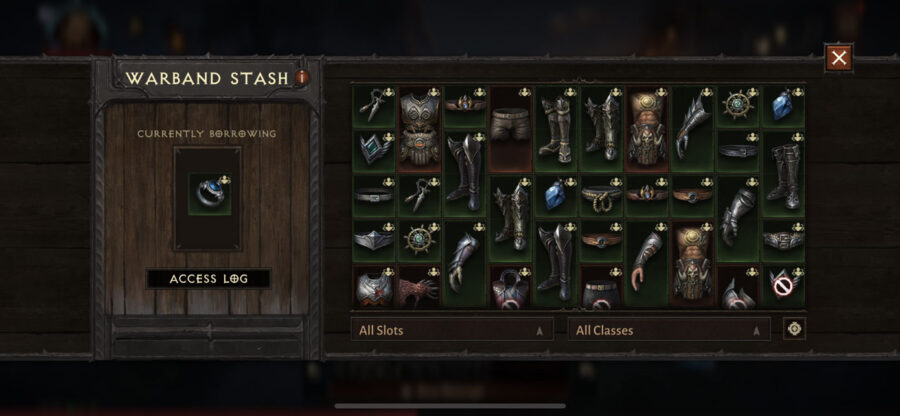 WARBAND STASH
CURRENTLY BORROWING
ACCESS LOG
All Slots
All Classes